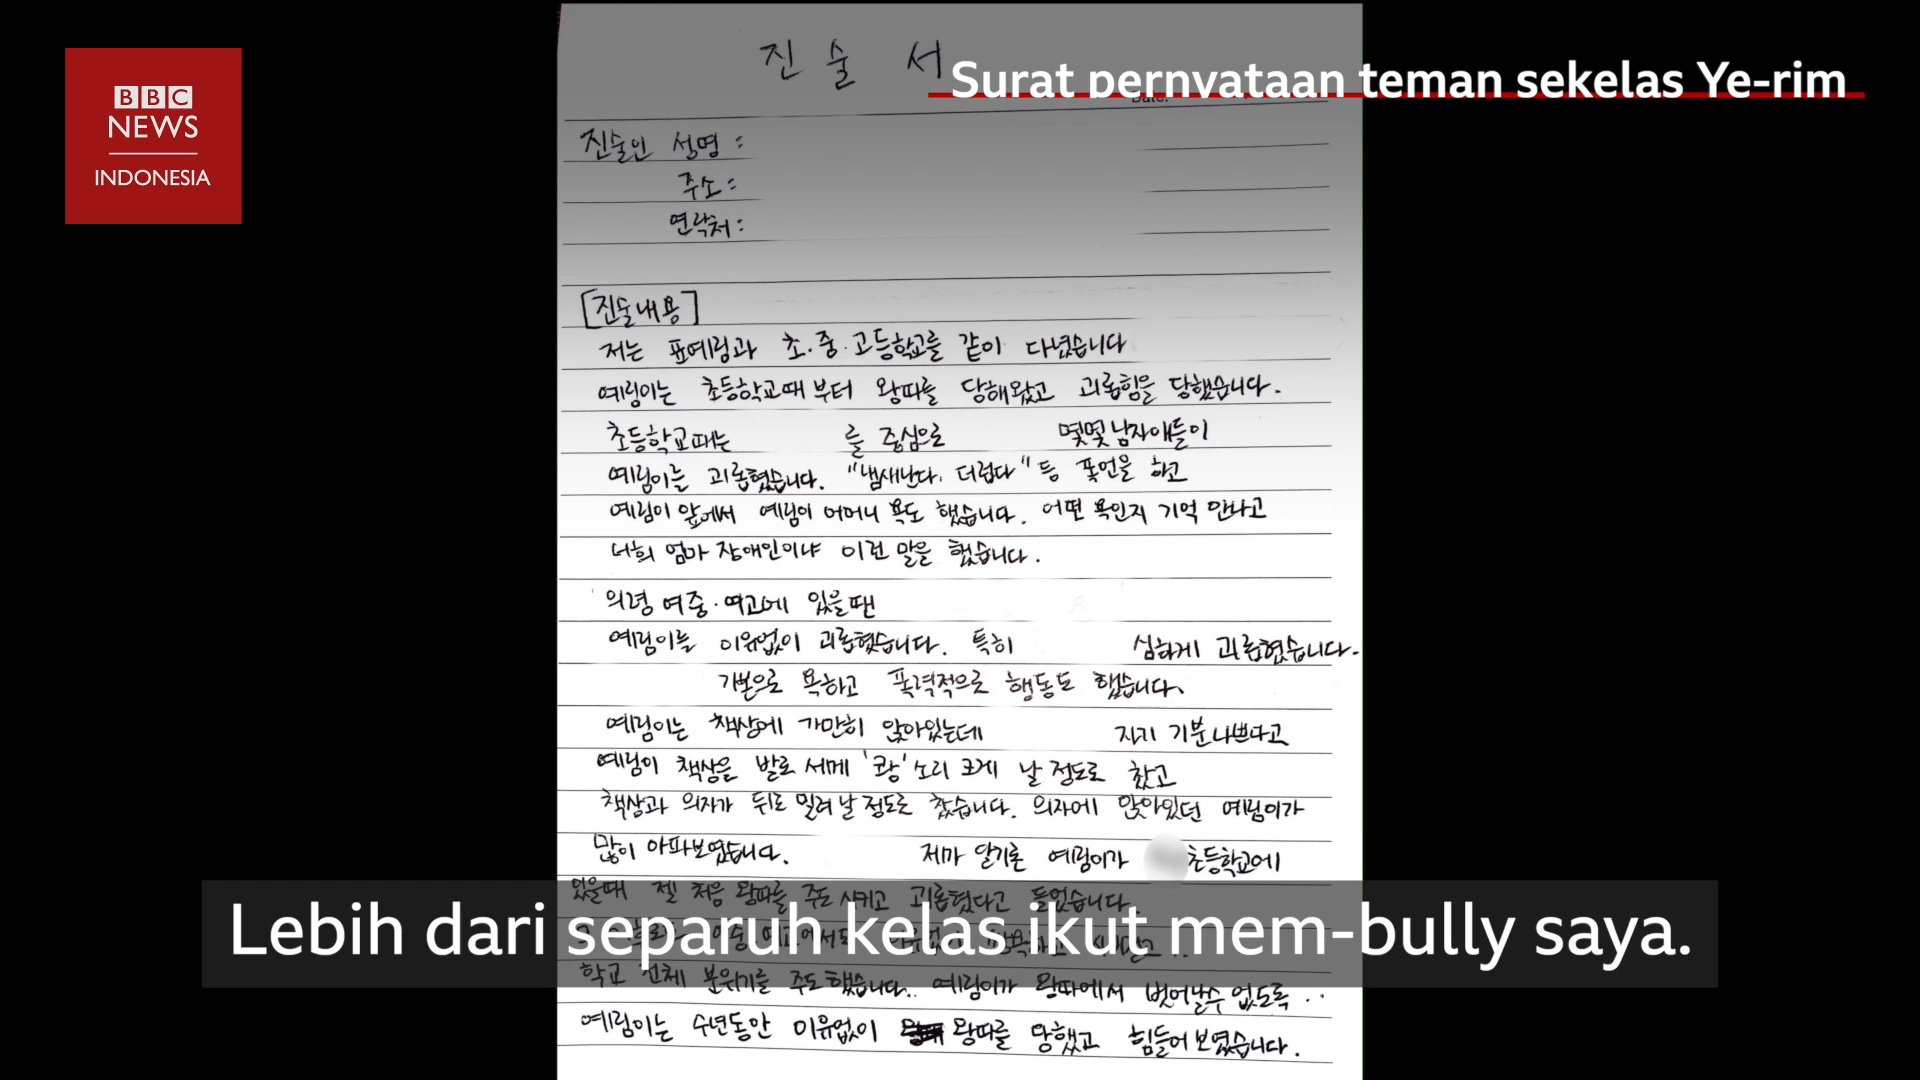 BBC
NEWS
INDONESIA
진 술 서
Surat pernyataan teman sekelas Ye-rim
Date.
진술인 성명 :
주소 :
연락처 :
[진술내용]
저는 표예림과 초.중.고등학교를 같이 다녔습니다
예림이는 초등학교때부터 왕따를 당해왔고 괴롭힘을 당했습니다.
초등학교때는 를 중심으로 몇몇 남자애들이
예림이는 괴롭혔습니다. "냄새난다. 더럽다" 등 폭언을 하고
예림이 앞에서 예림이 어머니 욕도 했습니다. 어떤 욕인지 기억 안나고
너희 엄마 장애인이냐 이런 말을 했습니다.
의령 여중.여고에 있을땐
예림이를 이유없이 괴롭혔습니다. 특히 심하게 괴롭혔습니다.
기본으로 욕하고 폭력적으로 행동도 했습니다.
예림이는 책상에 가만히 앉아있는데 지기 기분나쁘다고
예림이 책상을 발로 세게 '쾅' 소리 크게 날 정도로 찼고
책상과 의자가 뒤로 밀려날 정도로 찼습니다. 의자에 앉아있던 예림이가
많이 아파보였습니다. 제가 알기론 예림이가 초등학교에
있을때 젤 처음 왕따를 주도 시키고 괴롭혔다고 들었습니다.
Lebih dari separuh kelas ikut mem-bully saya.
학교 전체 분위기를 주도했습니다.. 예림이가 왕따에서 벗어날수 없도록 ..
예림이는 수년동안 이유없이 왕따를 당했고 힘들어 보였습니다.